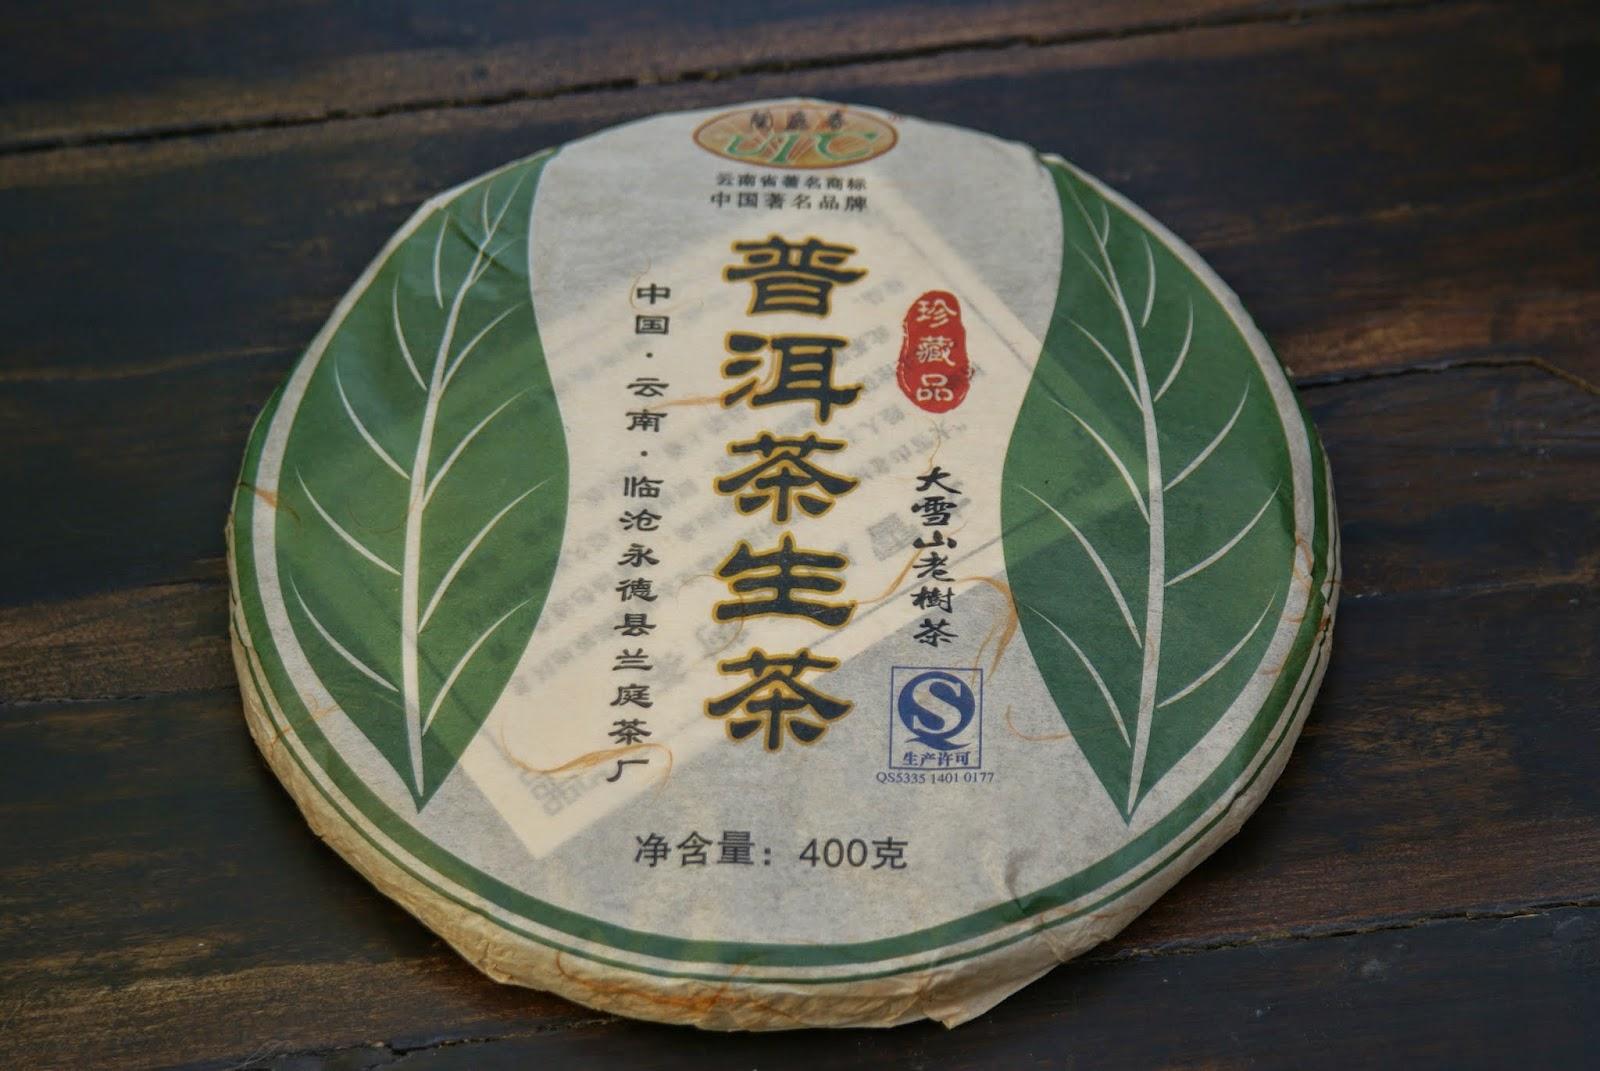 蘭庭春
云南省著名商标
中国著名品牌
普洱茶生茶
中国·云南·临沧永德县兰庭茶厂
珍藏品
大雪山老樹茶
S
生产许可
QS5335 1401 0177
净含量：400克